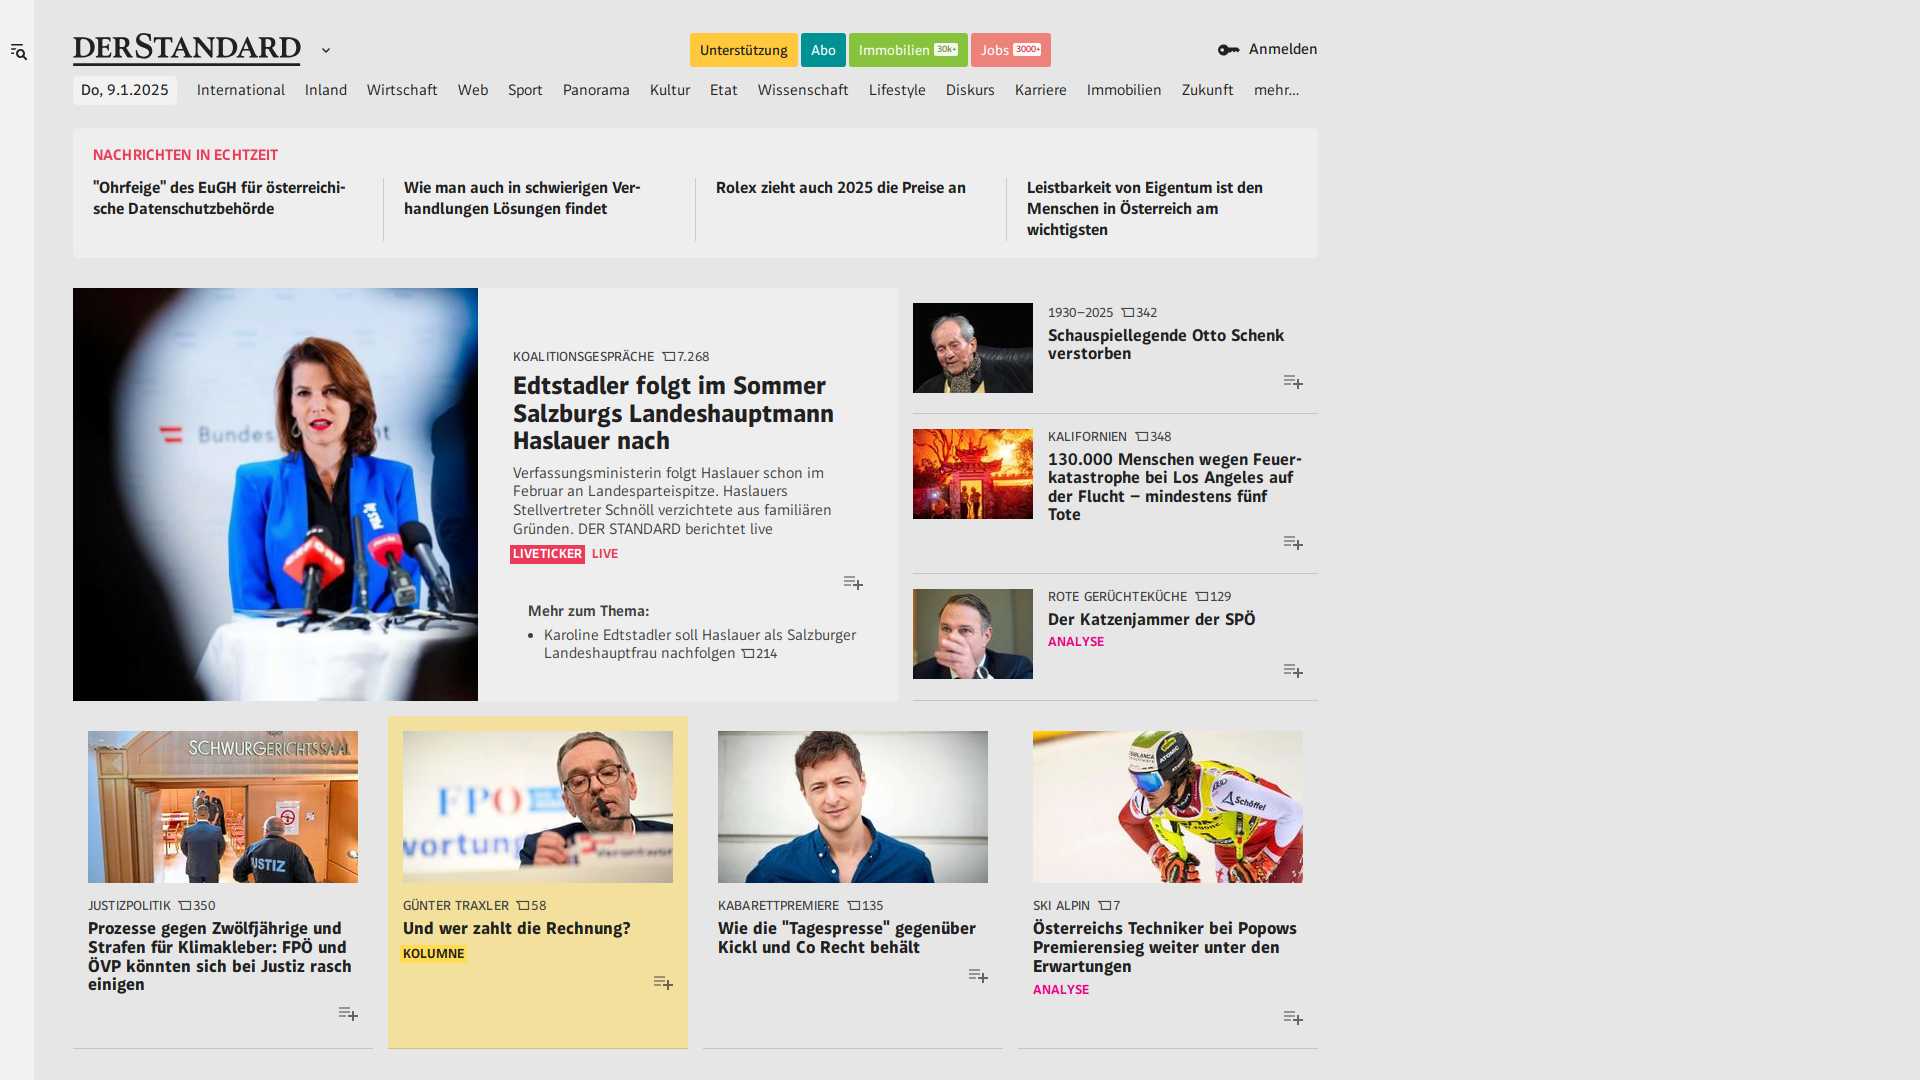 DERSTANDARD
Unterstützung
Abo
Immobilien 30k+
Jobs 3000+
Anmelden
Do, 9.1.2025
International
Inland
Wirtschaft
Web
Sport
Panorama
Kultur
Etat
Wissenschaft
Lifestyle
Diskurs
Karriere
Immobilien
Zukunft
mehr...
NACHRICHTEN IN ECHTZEIT
"Ohrfeige" des EuGH für österreichi-
sche Datenschutzbehörde
Wie man auch in schwierigen Ver-
handlungen Lösungen findet
Rolex zieht auch 2025 die Preise an
Leistbarkeit von Eigentum ist den
Menschen in Österreich am
wichtigsten
KOALITIONSGESPRÄCHE 7.268
Edtstadler folgt im Sommer
Salzburgs Landeshauptmann
Haslauer nach
Verfassungsministerin folgt Haslauer schon im
Februar an Landesparteispitze. Haslauers
Stellvertreter Schnöll verzichtete aus familiären
Gründen. DER STANDARD berichtet live
LIVETICKER LIVE
Mehr zum Thema:
Karoline Edtstadler soll Haslauer als Salzburger
Landeshauptfrau nachfolgen 214
1930–2025 342
Schauspiellegende Otto Schenk
verstorben
KALIFORNIEN 348
130.000 Menschen wegen Feuer-
katastrophe bei Los Angeles auf
der Flucht – mindestens fünf
Tote
ROTE GERÜCHTEKÜCHE 129
Der Katzenjammer der SPÖ
ANALYSE
SCHWURGERICHTSSAAL
JUSTIZ
JUSTIZPOLITIK 350
Prozesse gegen Zwölfjährige und
Strafen für Klimakleber: FPÖ und
ÖVP könnten sich bei Justiz rasch
einigen
FPÖ
wortung
GÜNTER TRAXLER 58
Und wer zahlt die Rechnung?
KOLUMNE
KABARETTPREMIERE 135
Wie die "Tagespresse" gegenüber
Kickl und Co Recht behält
ATOMIC
Schöffel
SKI ALPIN 7
Österreichs Techniker bei Popows
Premierensieg weiter unter den
Erwartungen
ANALYSE